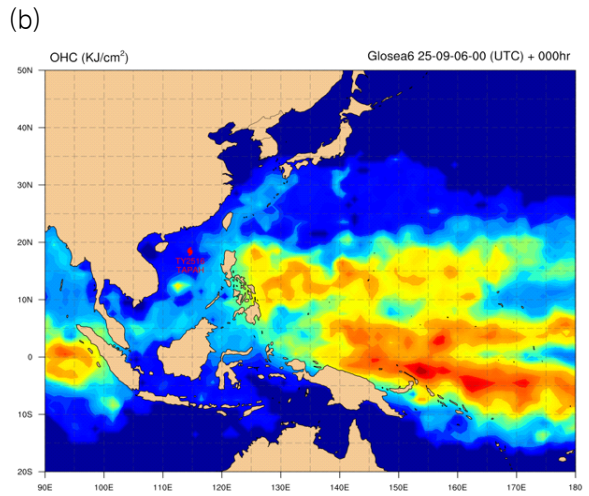 (b)
OHC (KJ/cm²)
Glosea6 25-09-06-00 (UTC) + 000hr
50N
40N
30N
20N
10N
0
10S
20S
TAPAH
90E
100E
110E
120E
130E
140E
150E
160E
170E
180